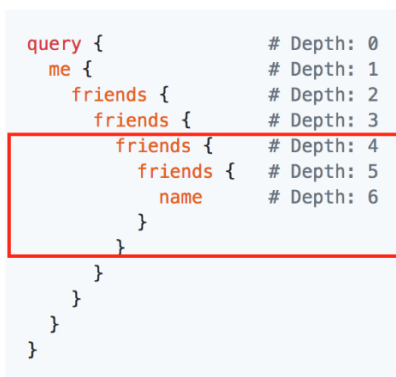 query {              # Depth: 0
  me {               # Depth: 1
    friends {        # Depth: 2
      friends {      # Depth: 3
        friends {    # Depth: 4
          friends {  # Depth: 5
            name     # Depth: 6
          }
        }
      }
    }
  }
}